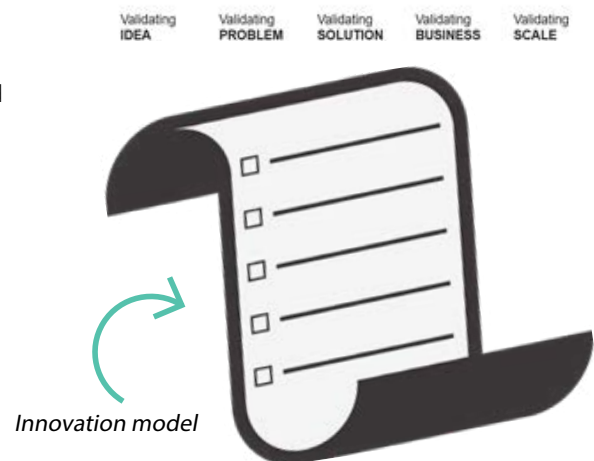 Validating Validating Validating Validating Validating
IDEA PROBLEM SOLUTION BUSINESS SCALE
Innovation model